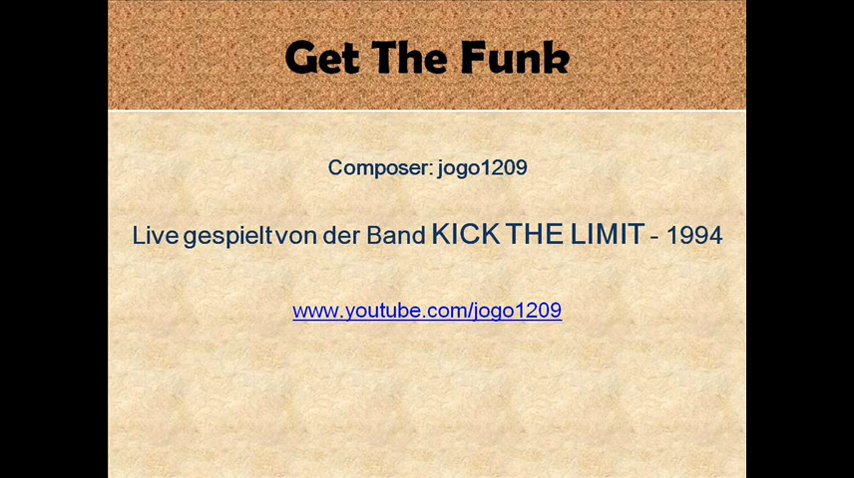 Get The Funk
Composer: jogo1209
Live gespielt von der Band KICK THE LIMIT - 1994
www.youtube.com/jogo1209